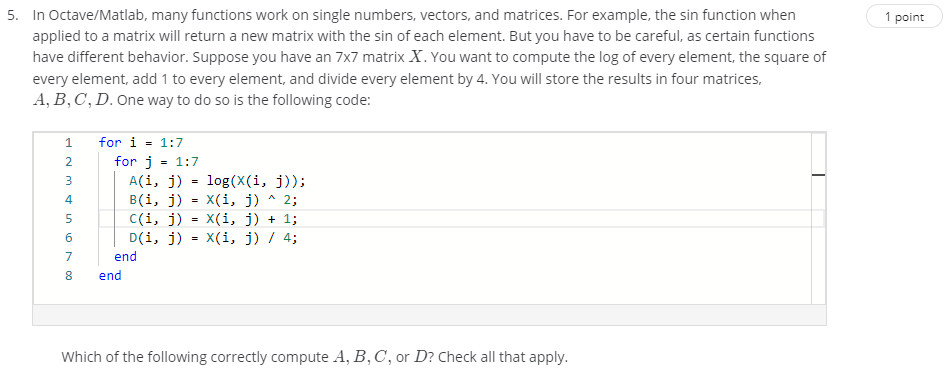 5. In Octave/Matlab, many functions work on single numbers, vectors, and matrices. For example, the sin function when
1 point
applied to a matrix will return a new matrix with the sin of each element. But you have to be careful, as certain functions
have different behavior. Suppose you have an 7x7 matrix X. You want to compute the log of every element, the square of
every element, add 1 to every element, and divide every element by 4. You will store the results in four matrices,
A, B, C, D. One way to do so is the following code:
1 for i = 1:7
2 for j = 1:7
3 A(i, j) = log(X(i, j));
4 B(i, j) = X(i, j) ^ 2;
5 C(i, j) = X(i, j) + 1;
6 D(i, j) = X(i, j) / 4;
7 end
8 end
Which of the following correctly compute A, B, C, or D? Check all that apply.